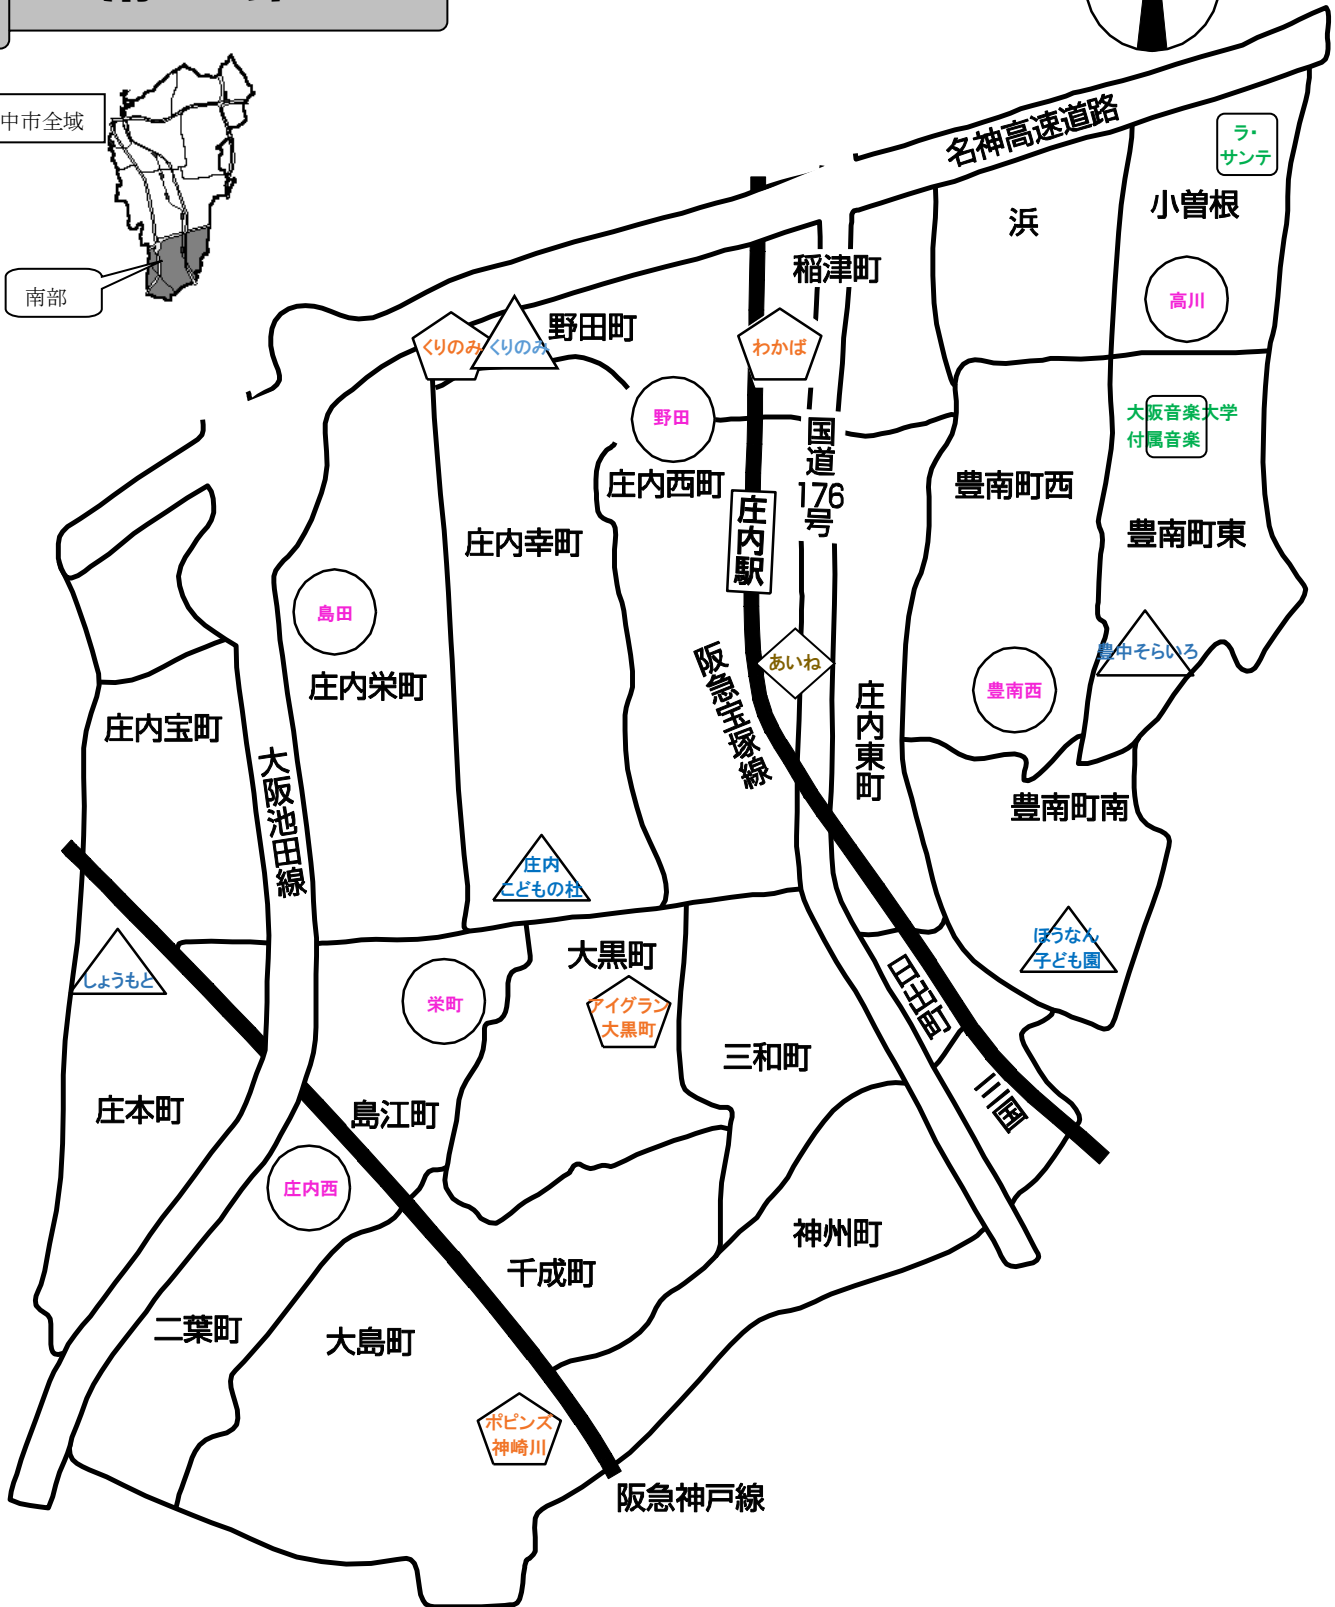 中市全域
南部
名神高速道路
ラ・
サンテ
小曽根
浜
高川
稲津町
野田町
くりのみ
くりのみ
わかば
野田
国道176号
大阪音楽大学
付属音楽
庄内西町
豊南町西
豊南町東
庄内駅
庄内幸町
島田
庄内栄町
阪急宝塚線
あいね
豊中そらいろ
豊南西
庄内東町
庄内宝町
大阪池田線
豊南町南
庄内
こどもの杜
しょうもと
大黒町
ほうなん
子ども園
栄町
アイグラン
大黒町
日出町
三和町
三国
庄本町
島江町
庄内西
神州町
千成町
二葉町
大島町
ポピンズ
神崎川
阪急神戸線